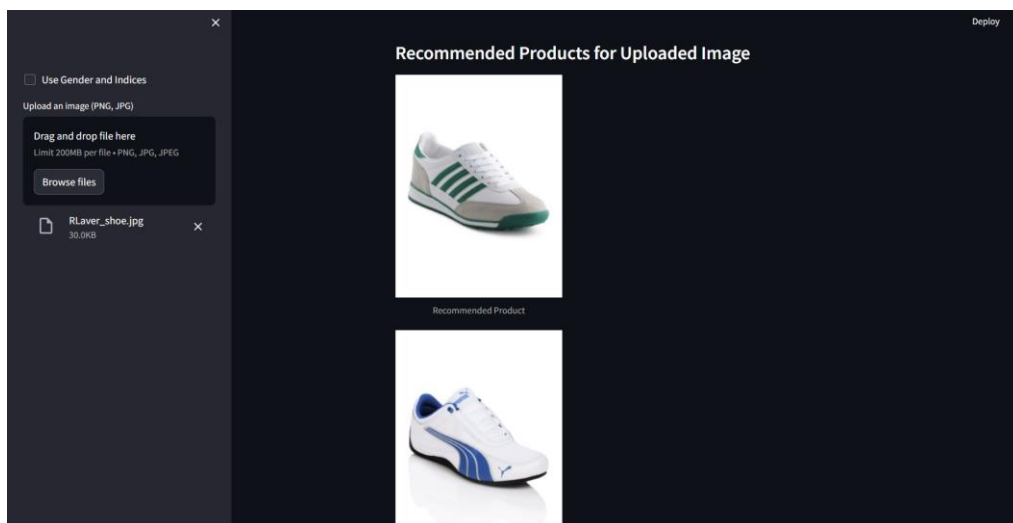 Deploy
Use Gender and Indices
Upload an image (PNG, JPG)
Drag and drop file here
Limit 200MB per file • PNG, JPG, JPEG
Browse files
RLaver_shoe.jpg
30.0KB
Recommended Products for Uploaded Image
Recommended Product